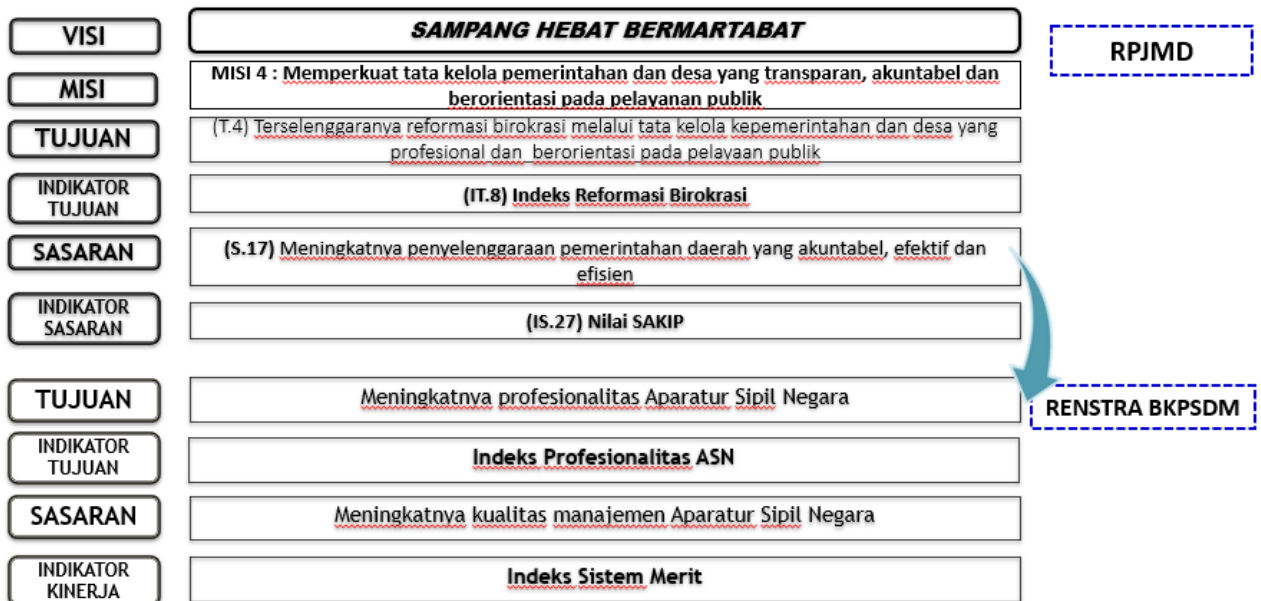 VISI
SAMPANG HEBAT BERMARTABAT
RPJMD
MISI
MISI 4 : Memperkuat tata kelola pemerintahan dan desa yang transparan, akuntabel dan
berorientasi pada pelayanan publik
TUJUAN
(T.4) Terselenggaranya reformasi birokrasi melalui tata kelola kepemerintahan dan desa yang
profesional dan berorientasi pada pelayaan publik
INDIKATOR
TUJUAN
(IT.8) Indeks Reformasi Birokrasi
SASARAN
(S.17) Meningkatnya penyelenggaraan pemerintahan daerah yang akuntabel, efektif dan
efisien
INDIKATOR
SASARAN
(IS.27) Nilai SAKIP
TUJUAN
Meningkatnya profesionalitas Aparatur Sipil Negara
RENSTRA BKPSDM
INDIKATOR
TUJUAN
Indeks Profesionalitas ASN
SASARAN
Meningkatnya kualitas manajemen Aparatur Sipil Negara
INDIKATOR
KINERJA
Indeks Sistem Merit